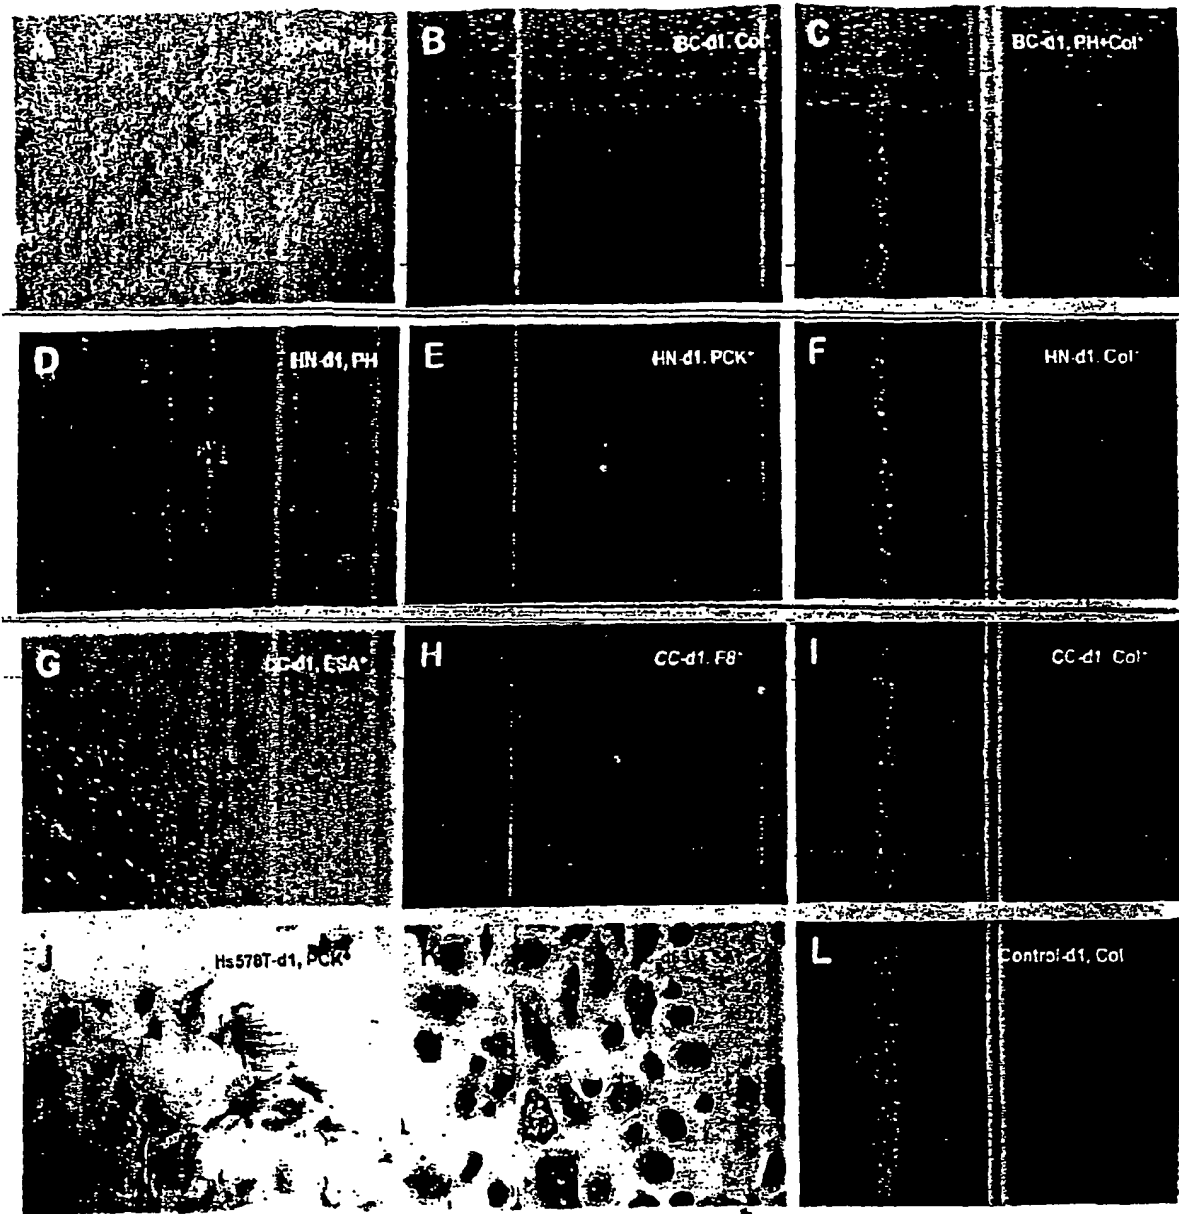 A
B BC-d1. Col⁺
C BC-d1, PH+Col⁺
D HN-d1, PH
E HN-d1. PCK⁺
F HN-d1. Col⁺
G CC-d1, ESA⁺
H CC-d1. F8⁺
I CC-d1 Col⁺
J Hs578T-d1, PCK⁺
K
L Control-d1, Col